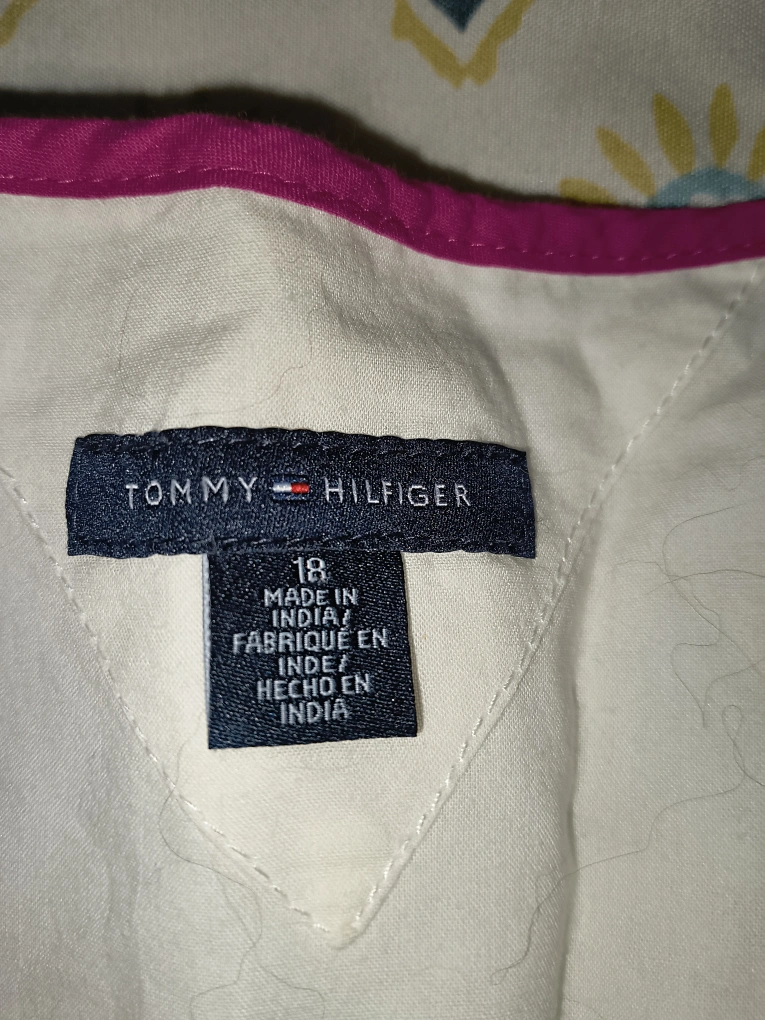 TOMMY HILFIGER
18
MADE IN
INDIA/
FABRIQUÉ EN
INDE/
HECHO EN
INDIA